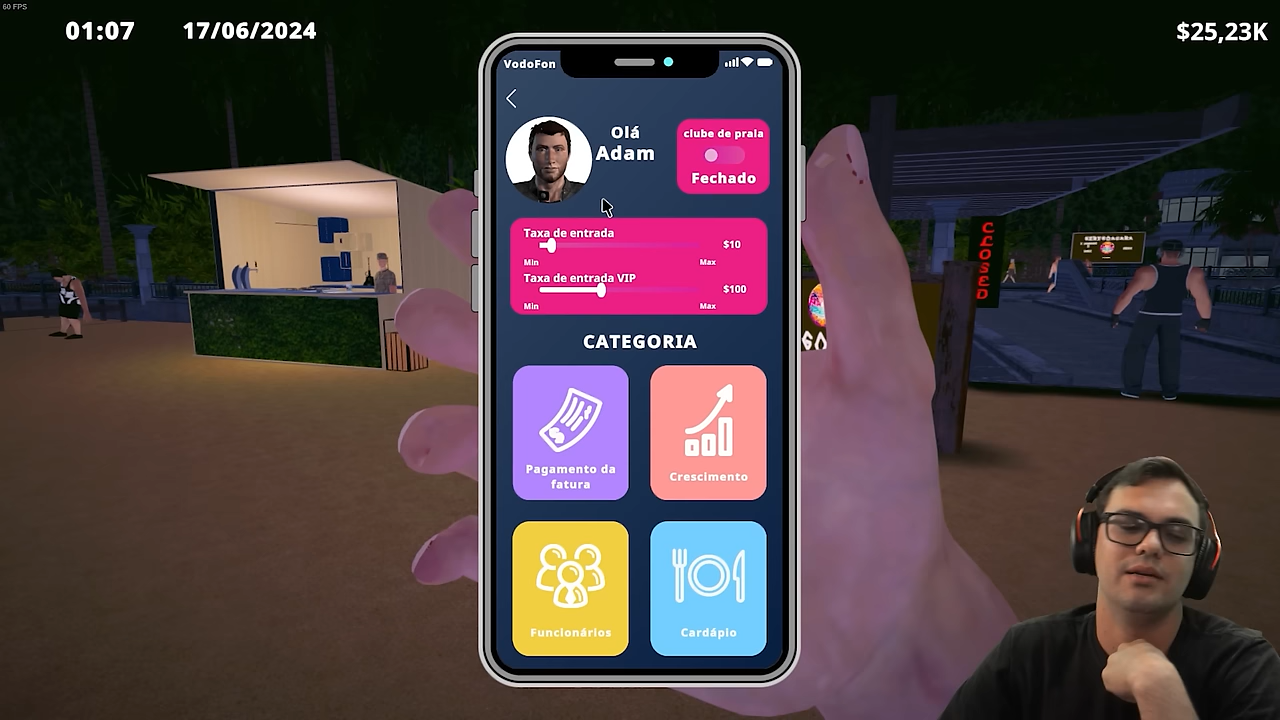 60 FPS
01:07
17/06/2024
$25,23K
VodoFon
Olá
Adam
clube de praia
Fechado
Taxa de entrada
$10
Min
Max
Taxa de entrada VIP
$100
Min
Max
CATEGORIA
Pagamento da
fatura
Crescimento
Funcionários
Cardápio
CLOSED